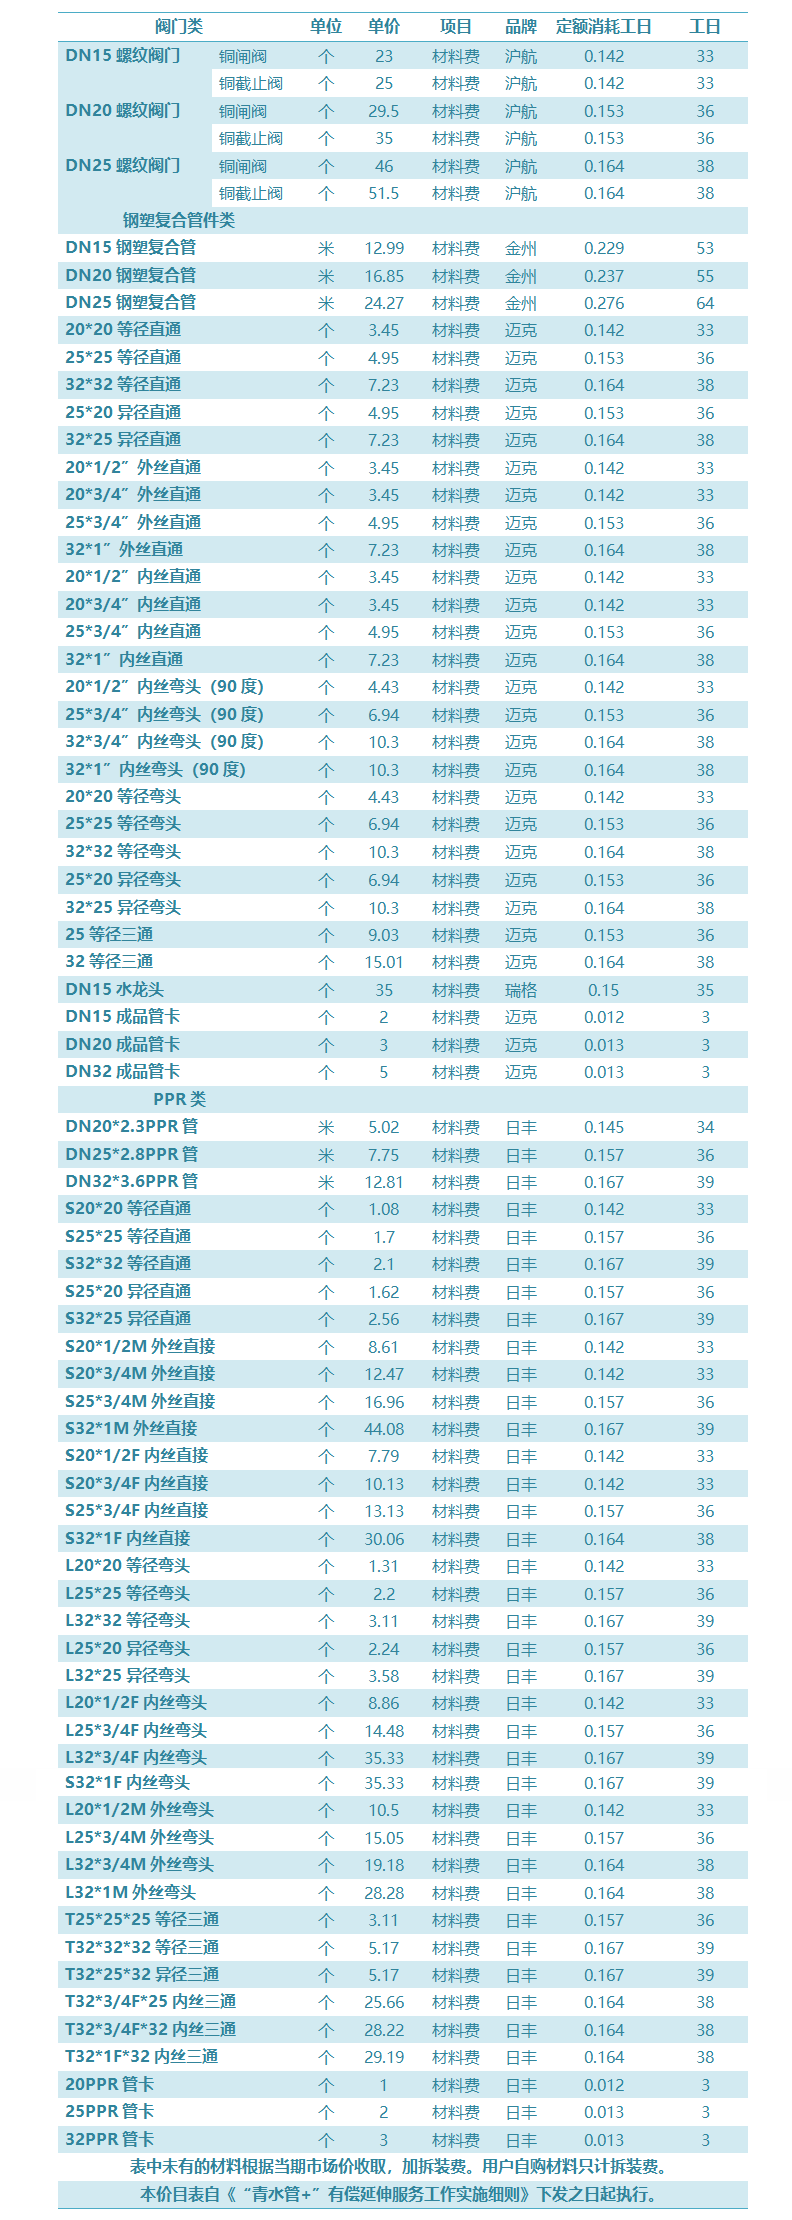 阀门类 单位 单价 项目 品牌 定额消耗工日 工日
DN15 螺纹阀门 铜闸阀 个 23 材料费 沪航 0.142 33
铜截止阀 个 25 材料费 沪航 0.142 33
DN20 螺纹阀门 铜闸阀 个 29.5 材料费 沪航 0.153 36
铜截止阀 个 35 材料费 沪航 0.153 36
DN25 螺纹阀门 铜闸阀 个 46 材料费 沪航 0.164 38
铜截止阀 个 51.5 材料费 沪航 0.164 38
钢塑复合管件类
DN15 钢塑复合管 米 12.99 材料费 金州 0.229 53
DN20 钢塑复合管 米 16.85 材料费 金州 0.237 55
DN25 钢塑复合管 米 24.27 材料费 金州 0.276 64
20*20 等径直通 个 3.45 材料费 迈克 0.142 33
25*25 等径直通 个 4.95 材料费 迈克 0.153 36
32*32 等径直通 个 7.23 材料费 迈克 0.164 38
25*20 异径直通 个 4.95 材料费 迈克 0.153 36
32*25 异径直通 个 7.23 材料费 迈克 0.164 38
20*1/2″ 外丝直通 个 3.45 材料费 迈克 0.142 33
20*3/4″ 外丝直通 个 3.45 材料费 迈克 0.142 33
25*3/4″ 外丝直通 个 4.95 材料费 迈克 0.153 36
32*1″ 外丝直通 个 7.23 材料费 迈克 0.164 38
20*1/2″ 内丝直通 个 3.45 材料费 迈克 0.142 33
20*3/4″ 内丝直通 个 3.45 材料费 迈克 0.142 33
25*3/4″ 内丝直通 个 4.95 材料费 迈克 0.153 36
32*1″ 内丝直通 个 7.23 材料费 迈克 0.164 38
20*1/2″ 内丝弯头（90 度） 个 4.43 材料费 迈克 0.142 33
25*3/4″ 内丝弯头（90 度） 个 6.94 材料费 迈克 0.153 36
32*3/4″ 内丝弯头（90 度） 个 10.3 材料费 迈克 0.164 38
32*1″ 内丝弯头（90 度） 个 10.3 材料费 迈克 0.164 38
20*20 等径弯头 个 4.43 材料费 迈克 0.142 33
25*25 等径弯头 个 6.94 材料费 迈克 0.153 36
32*32 等径弯头 个 10.3 材料费 迈克 0.164 38
25*20 异径弯头 个 6.94 材料费 迈克 0.153 36
32*25 异径弯头 个 10.3 材料费 迈克 0.164 38
25 等径三通 个 9.03 材料费 迈克 0.153 36
32 等径三通 个 15.01 材料费 迈克 0.164 38
DN15 水龙头 个 35 材料费 瑞格 0.15 35
DN15 成品管卡 个 2 材料费 迈克 0.012 3
DN20 成品管卡 个 3 材料费 迈克 0.013 3
DN32 成品管卡 个 5 材料费 迈克 0.013 3
PPR 类
DN20*2.3PPR 管 米 5.02 材料费 日丰 0.145 34
DN25*2.8PPR 管 米 7.75 材料费 日丰 0.157 36
DN32*3.6PPR 管 米 12.81 材料费 日丰 0.167 39
S20*20 等径直通 个 1.08 材料费 日丰 0.142 33
S25*25 等径直通 个 1.7 材料费 日丰 0.157 36
S32*32 等径直通 个 2.1 材料费 日丰 0.167 39
S25*20 异径直通 个 1.62 材料费 日丰 0.157 36
S32*25 异径直通 个 2.56 材料费 日丰 0.167 39
S20*1/2M 外丝直接 个 8.61 材料费 日丰 0.142 33
S20*3/4M 外丝直接 个 12.47 材料费 日丰 0.142 33
S25*3/4M 外丝直接 个 16.96 材料费 日丰 0.157 36
S32*1M 外丝直接 个 44.08 材料费 日丰 0.167 39
S20*1/2F 内丝直接 个 7.79 材料费 日丰 0.142 33
S20*3/4F 内丝直接 个 10.13 材料费 日丰 0.142 33
S25*3/4F 内丝直接 个 13.13 材料费 日丰 0.157 36
S32*1F 内丝直接 个 30.06 材料费 日丰 0.164 38
L20*20 等径弯头 个 1.31 材料费 日丰 0.142 33
L25*25 等径弯头 个 2.2 材料费 日丰 0.157 36
L32*32 等径弯头 个 3.11 材料费 日丰 0.167 39
L25*20 异径弯头 个 2.24 材料费 日丰 0.157 36
L32*25 异径弯头 个 3.58 材料费 日丰 0.167 39
L20*1/2F 内丝弯头 个 8.86 材料费 日丰 0.142 33
L25*3/4F 内丝弯头 个 14.48 材料费 日丰 0.157 36
L32*3/4F 内丝弯头 个 35.33 材料费 日丰 0.167 39
S32*1F 内丝弯头 个 35.33 材料费 日丰 0.167 39
L20*1/2M 外丝弯头 个 10.5 材料费 日丰 0.142 33
L25*3/4M 外丝弯头 个 15.05 材料费 日丰 0.157 36
L32*3/4M 外丝弯头 个 19.18 材料费 日丰 0.164 38
L32*1M 外丝弯头 个 28.28 材料费 日丰 0.164 38
T25*25*25 等径三通 个 3.11 材料费 日丰 0.157 36
T32*32*32 等径三通 个 5.17 材料费 日丰 0.167 39
T32*25*32 异径三通 个 5.17 材料费 日丰 0.167 39
T32*3/4F*25 内丝三通 个 25.66 材料费 日丰 0.164 38
T32*3/4F*32 内丝三通 个 28.22 材料费 日丰 0.164 38
T32*1F*32 内丝三通 个 29.19 材料费 日丰 0.164 38
20PPR 管卡 个 1 材料费 日丰 0.012 3
25PPR 管卡 个 2 材料费 日丰 0.013 3
32PPR 管卡 个 3 材料费 日丰 0.013 3
表中未有的材料根据当期市场价收取，加拆装费。用户自购材料只计拆装费。
本价目表自《“青水管+”有偿延伸服务工作实施细则》下发之日起执行。